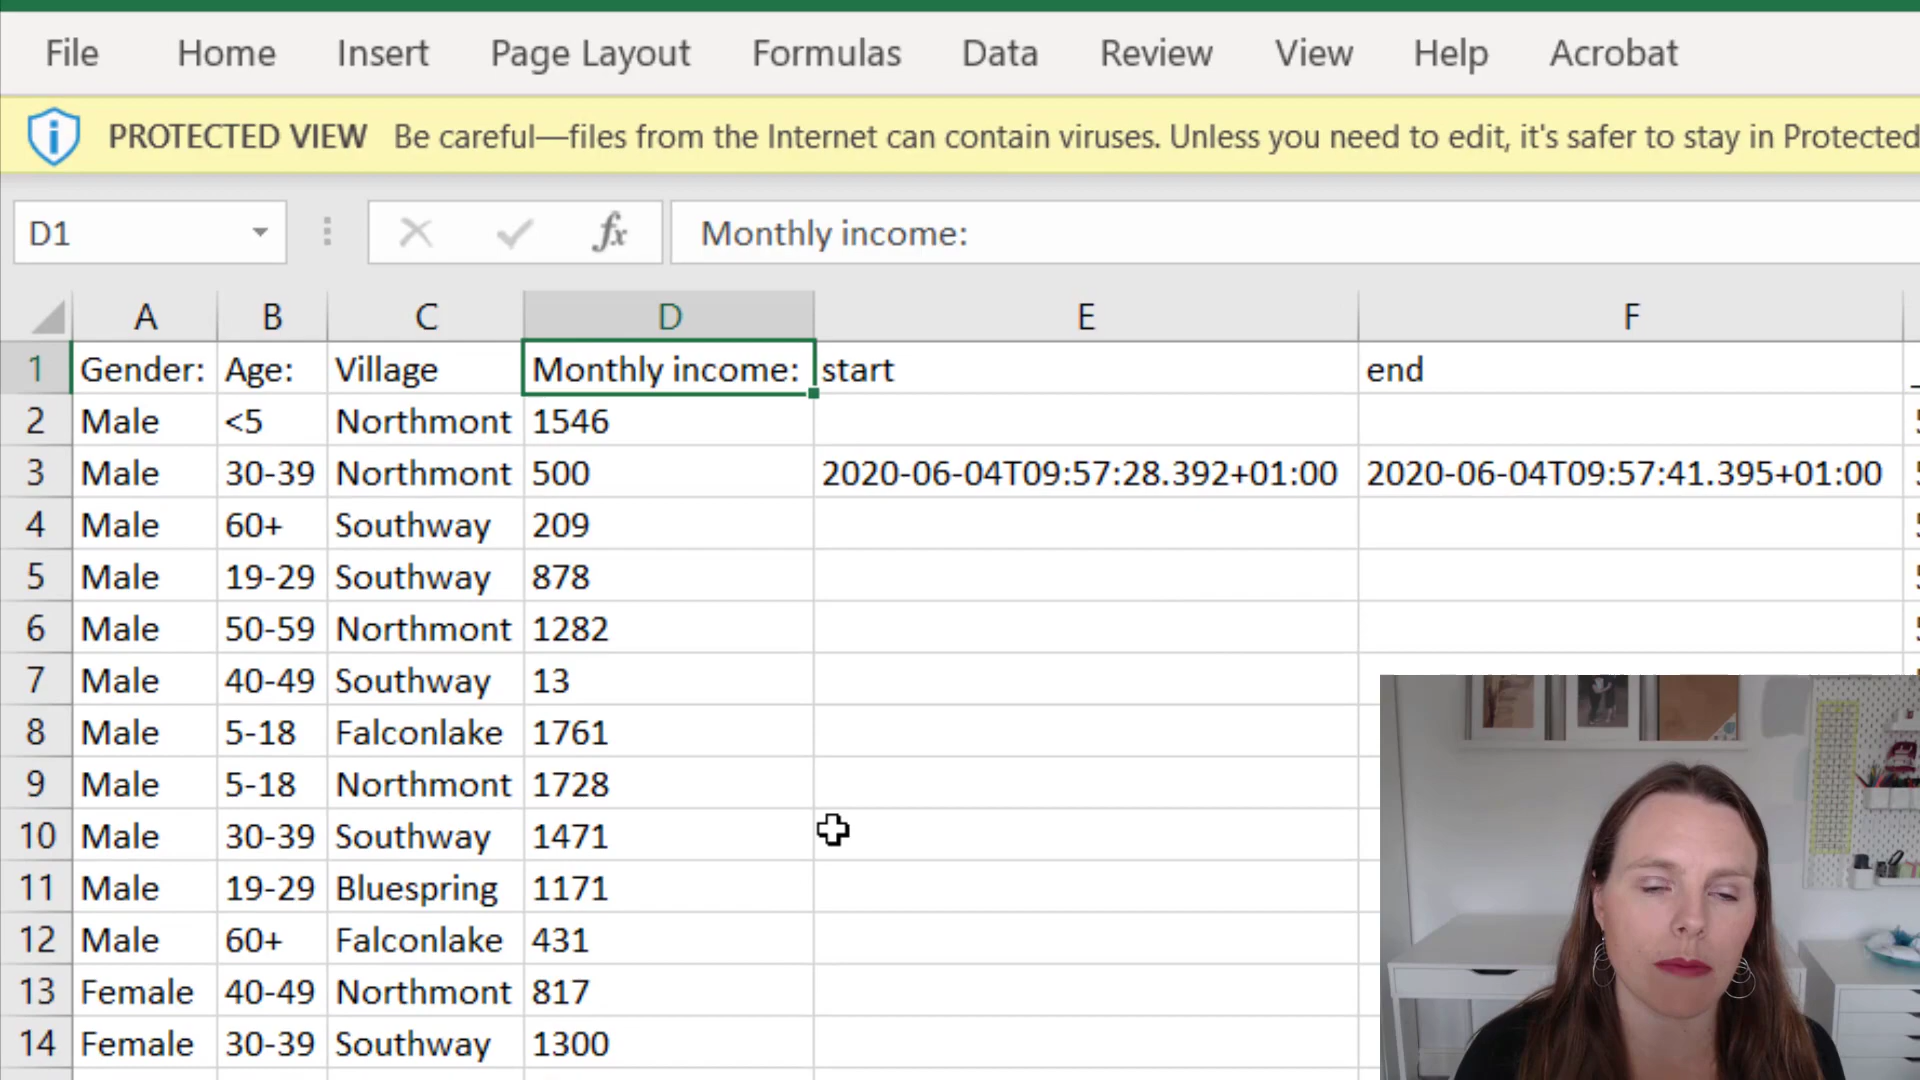 File Home Insert Page Layout Formulas Data Review View Help Acrobat
PROTECTED VIEW Be careful—files from the Internet can contain viruses. Unless you need to edit, it's safer to stay in Protected
D1 fx Monthly income:
A B C D E F
1 Gender: Age: Village Monthly income: start end
2 Male <5 Northmont 1546
3 Male 30-39 Northmont 500 2020-06-04T09:57:28.392+01:00 2020-06-04T09:57:41.395+01:00
4 Male 60+ Southway 209
5 Male 19-29 Southway 878
6 Male 50-59 Northmont 1282
7 Male 40-49 Southway 13
8 Male 5-18 Falconlake 1761
9 Male 5-18 Northmont 1728
10 Male 30-39 Southway 1471
11 Male 19-29 Bluespring 1171
12 Male 60+ Falconlake 431
13 Female 40-49 Northmont 817
14 Female 30-39 Southway 1300